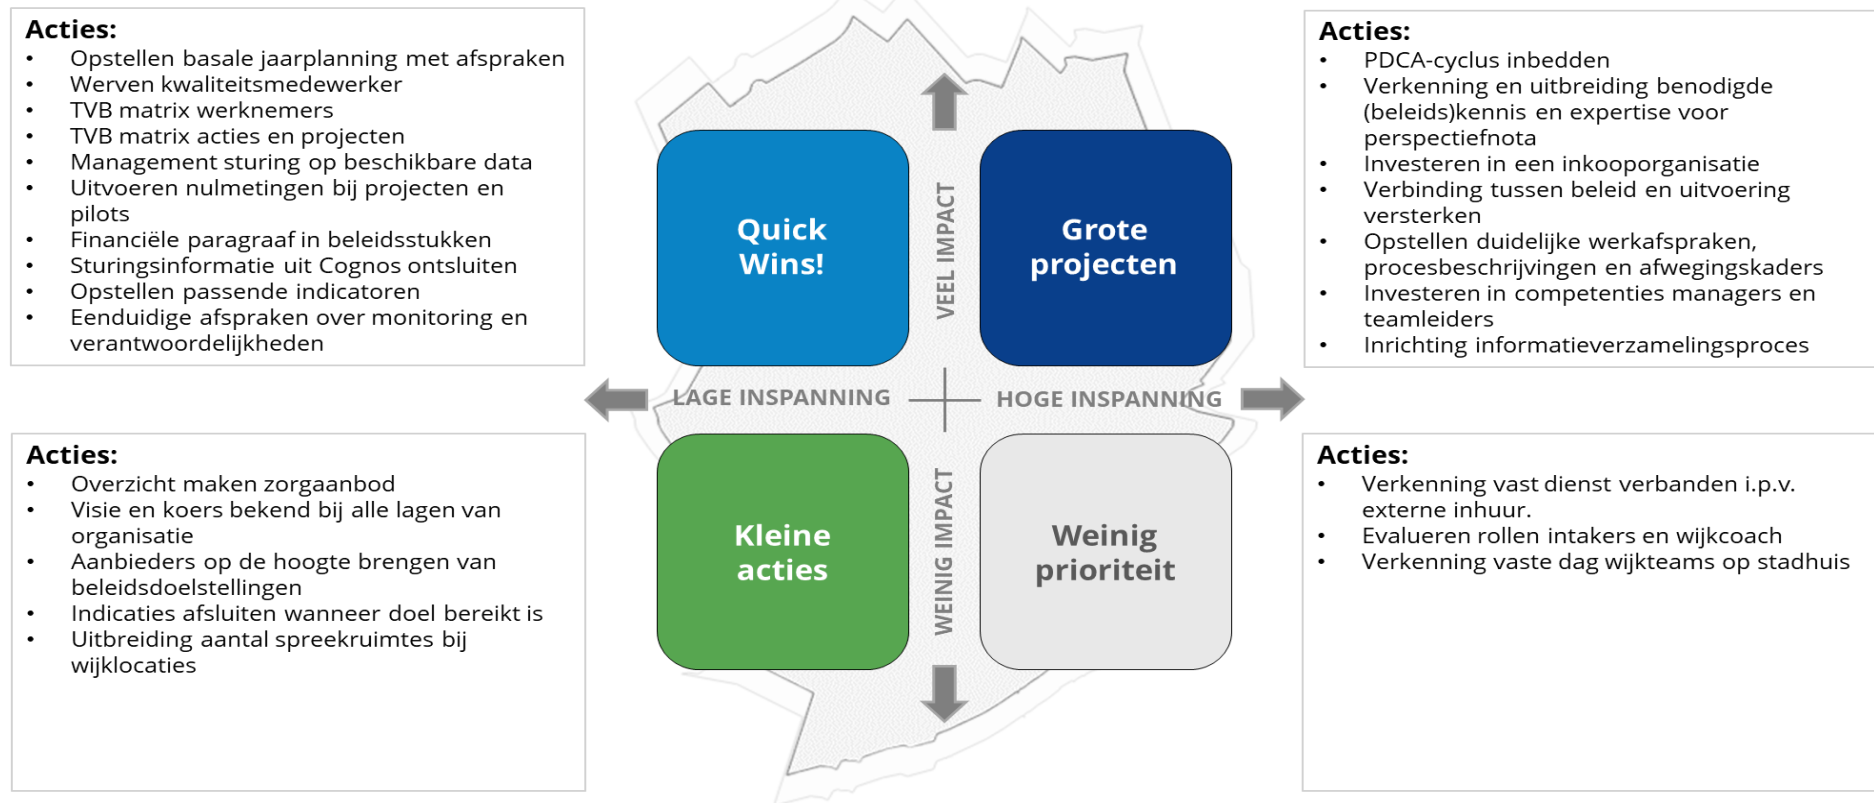 Acties:
• Opstellen basale jaarplanning met afspraken
• Werven kwaliteitsmedewerker
• TVB matrix werknemers
• TVB matrix acties en projecten
• Management sturing op beschikbare data
• Uitvoeren nulmetingen bij projecten en
pilots
• Financiële paragraaf in beleidsstukken
• Sturingsinformatie uit Cognos ontsluiten
• Opstellen passende indicatoren
• Eenduidige afspraken over monitoring en
verantwoordelijkheden
Quick
Wins!
VEEL IMPACT
Grote
projecten
Acties:
• PDCA-cyclus inbedden
• Verkenning en uitbreiding benodigde
(beleids)kennis en expertise voor
perspectiefnota
• Investeren in een inkooporganisatie
• Verbinding tussen beleid en uitvoering
versterken
• Opstellen duidelijke werkafspraken,
procesbeschrijvingen en afwegingskaders
• Investeren in competenties managers en
teamleiders
• Inrichting informatieverzamelingsproces
LAGE INSPANNING
HOGE INSPANNING
Acties:
• Overzicht maken zorgaanbod
• Visie en koers bekend bij alle lagen van
organisatie
• Aanbieders op de hoogte brengen van
beleidsdoelstellingen
• Indicaties afsluiten wanneer doel bereikt is
• Uitbreiding aantal spreekruimtes bij
wijklocaties
Kleine
acties
WEINIG IMPACT
Weinig
prioriteit
Acties:
• Verkenning vast dienst verbanden i.p.v.
externe inhuur.
• Evalueren rollen intakers en wijkcoach
• Verkenning vaste dag wijkteams op stadhuis